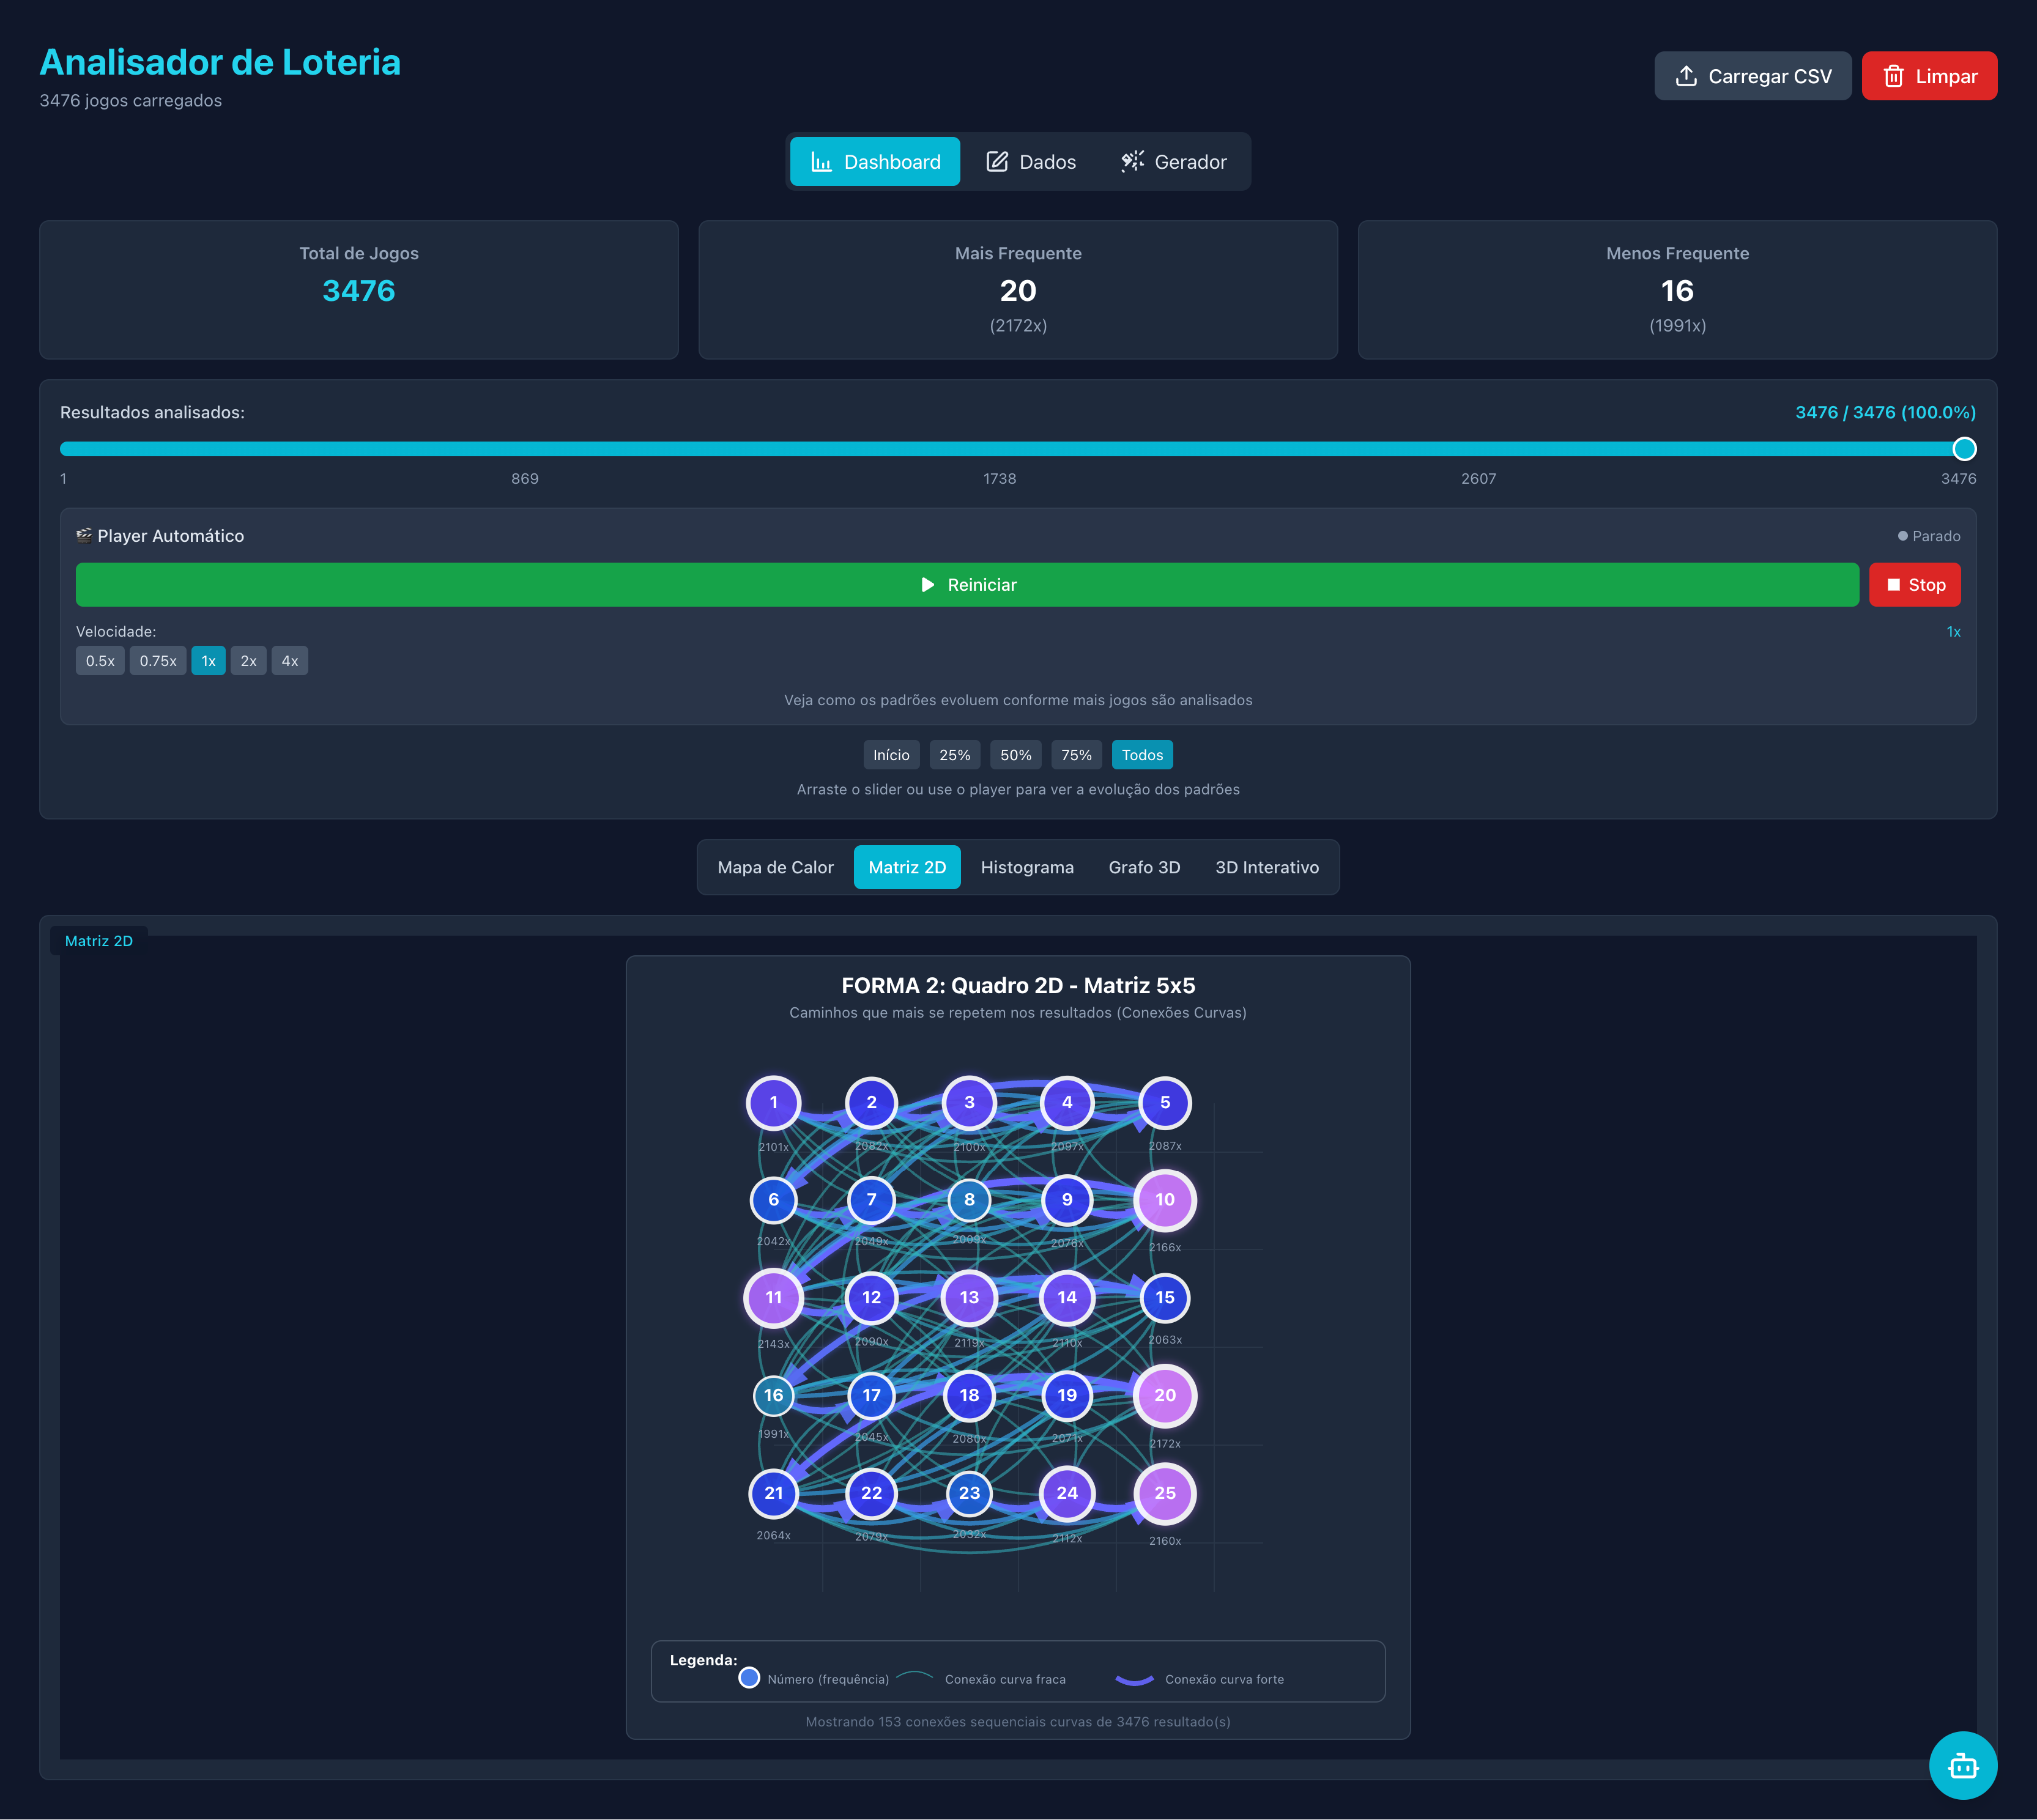 Analisador de Loteria
3476 jogos carregados
Carregar CSV
Limpar
Dashboard
Dados
Gerador
Total de Jogos
3476
Mais Frequente
20
(2172x)
Menos Frequente
16
(1991x)
Resultados analisados:
3476 / 3476 (100.0%)
1 869 1738 2607 3476
🎬 Player Automático
Parado
Reiniciar
Stop
Velocidade:
1x
0.5x 0.75x 1x 2x 4x
Veja como os padrões evoluem conforme mais jogos são analisados
Início 25% 50% 75% Todos
Arraste o slider ou use o player para ver a evolução dos padrões
Mapa de Calor Matriz 2D Histograma Grafo 3D 3D Interativo
Matriz 2D
FORMA 2: Quadro 2D - Matriz 5x5
Caminhos que mais se repetem nos resultados (Conexões Curvas)
1 2 3 4 5
2101x 2082x 2100x 2097x 2087x
6 7 8 9 10
2042x 2049x 2009x 2076x 2166x
11 12 13 14 15
2143x 2090x 2119x 2110x 2063x
16 17 18 19 20
1991x 2045x 2080x 2071x 2172x
21 22 23 24 25
2064x 2079x 2032x 2112x 2160x
Legenda:
Número (frequência)
Conexão curva fraca
Conexão curva forte
Mostrando 153 conexões sequenciais curvas de 3476 resultado(s)